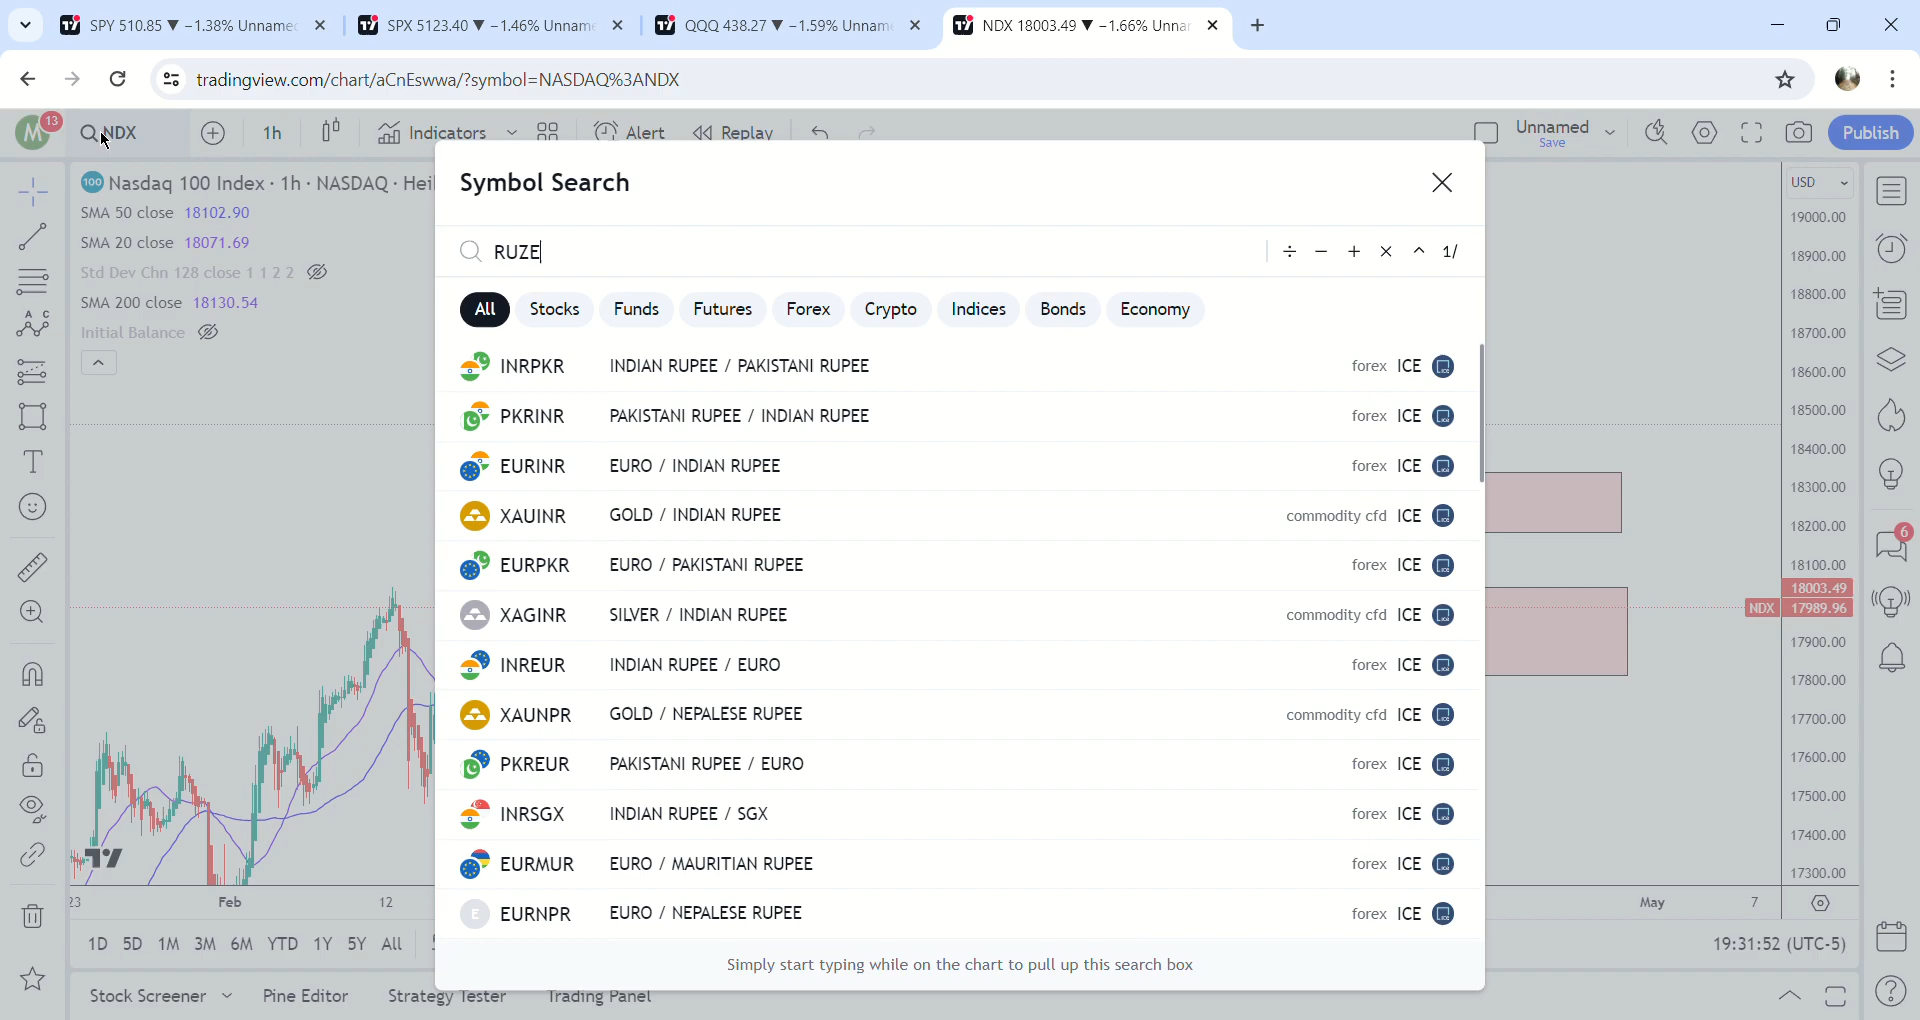 SPY 510.85 ▼ −1.38% Unnamed
SPX 5123.40 ▼ −1.46% Unnam
QQQ 438.27 ▼ −1.59% Unnam
NDX 18003.49 ▼ −1.66% Unna
tradingview.com/chart/aCnEswwa/?symbol=NASDAQ%3ANDX
M
13
NDX
1h
Indicators
Alert
Replay
Unnamed
Save
Publish
100
Nasdaq 100 Index · 1h · NASDAQ · Hei
SMA 50 close 18102.90
SMA 20 close 18071.69
Std Dev Chn 128 close 1 1 2 2
SMA 200 close 18130.54
Initial Balance
Symbol Search
RUZE
÷ − + × ^ 1/
All
Stocks
Funds
Futures
Forex
Crypto
Indices
Bonds
Economy
INRPKR INDIAN RUPEE / PAKISTANI RUPEE forex ICE
PKRINR PAKISTANI RUPEE / INDIAN RUPEE forex ICE
EURINR EURO / INDIAN RUPEE forex ICE
XAUINR GOLD / INDIAN RUPEE commodity cfd ICE
EURPKR EURO / PAKISTANI RUPEE forex ICE
XAGINR SILVER / INDIAN RUPEE commodity cfd ICE
INREUR INDIAN RUPEE / EURO forex ICE
XAUNPR GOLD / NEPALESE RUPEE commodity cfd ICE
PKREUR PAKISTANI RUPEE / EURO forex ICE
INRSGX INDIAN RUPEE / SGX forex ICE
EURMUR EURO / MAURITIAN RUPEE forex ICE
E EURNPR EURO / NEPALESE RUPEE forex ICE
Simply start typing while on the chart to pull up this search box
USD
19000.00
18900.00
18800.00
18700.00
18600.00
18500.00
18400.00
18300.00
18200.00
18100.00
18003.49
NDX 17989.96
17900.00
17800.00
17700.00
17600.00
17500.00
17400.00
17300.00
6
A C
B
T
23
Feb
12
May
7
1D 5D 1M 3M 6M YTD 1Y 5Y All
19:31:52 (UTC-5)
Stock Screener
Pine Editor
Strategy Tester
Trading Panel